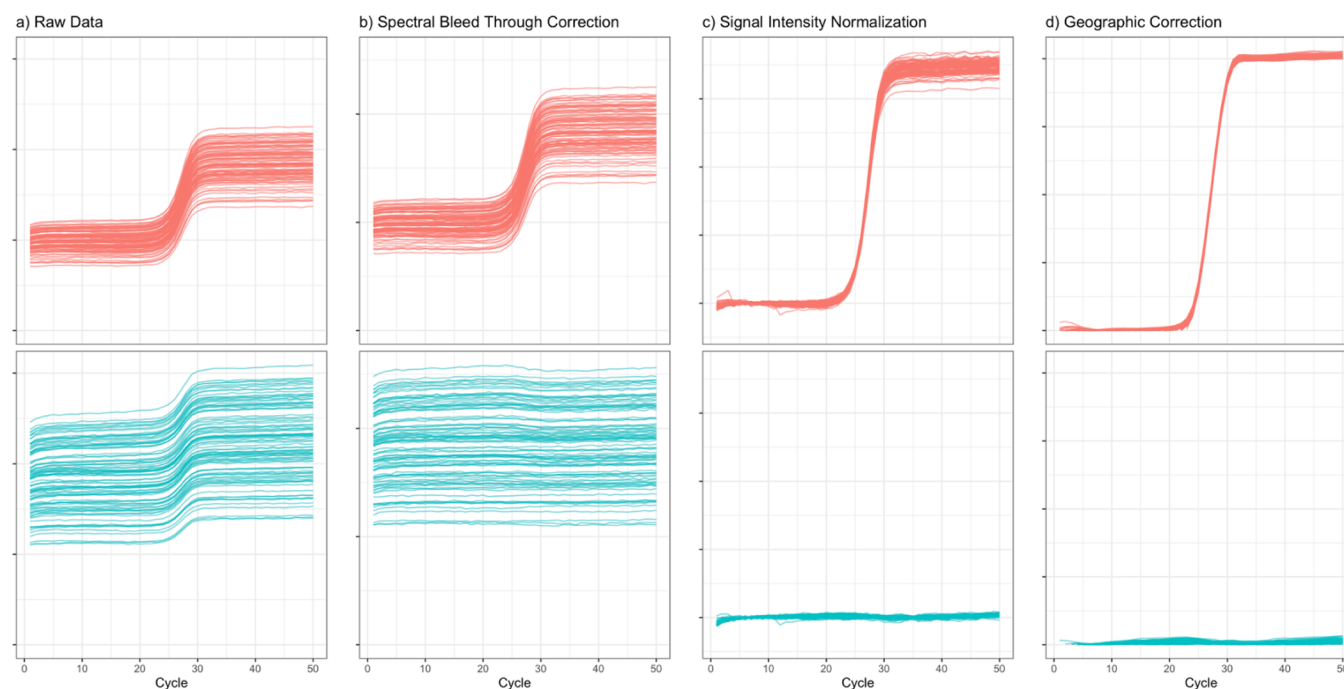 a) Raw Data
b) Spectral Bleed Through Correction
c) Signal Intensity Normalization
d) Geographic Correction
0 10 20 30 40 50
0 10 20 30 40 50
0 10 20 30 40 50
0 10 20 30 40 50
Cycle
Cycle
Cycle
Cycle